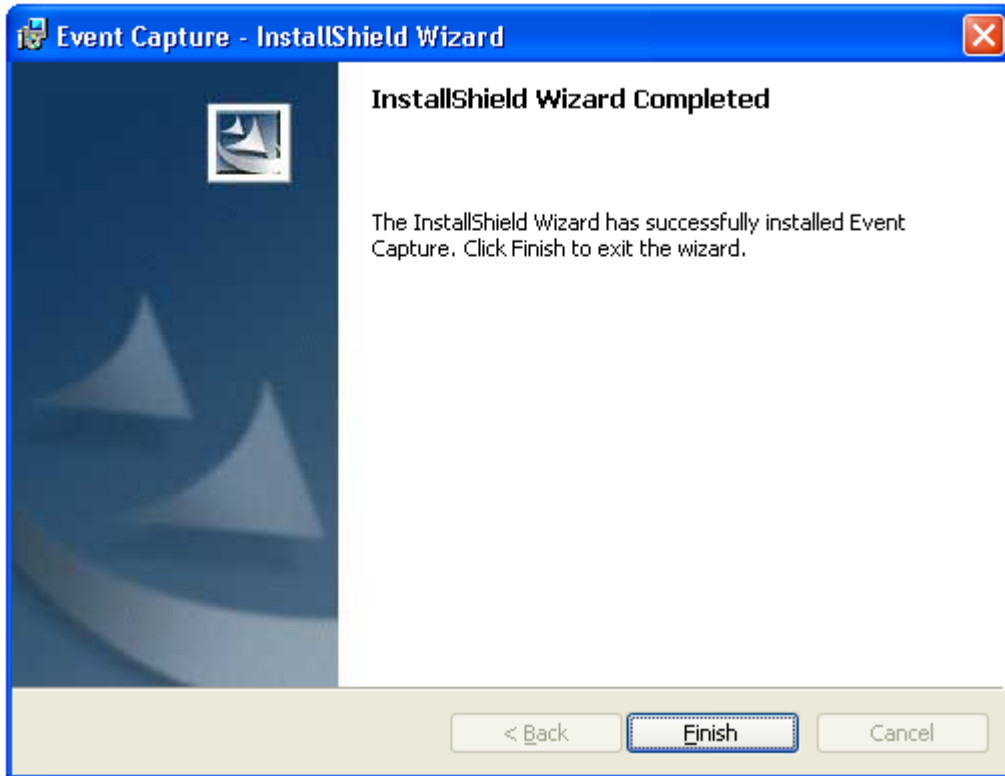 Event Capture - InstallShield Wizard
InstallShield Wizard Completed
The InstallShield Wizard has successfully installed Event
Capture. Click Finish to exit the wizard.
< Back Finish Cancel